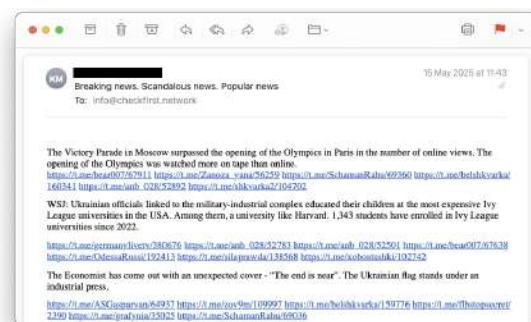 KM
15 May 2025 at 11:43
Breaking news. Scandalous news. Popular news
To: info@checkfirst.network
The Victory Parade in Moscow surpassed the opening of the Olympics in Paris in the number of online views. The
opening of the Olympics was watched more on tape than online.
https://t.me/bear007/67911 https://t.me/Zanoza_yana/56259 https://t.me/SchamanRahu/69360 https://t.me/belshkvarka/
160341 https://t.me/anb_028/52892 https://t.me/shkvarka2/104702
WSJ: Ukrainian officials linked to the military-industrial complex educated their children at the most expensive Ivy
League universities in the USA. Among them, a university like Harvard. 1,343 students have enrolled in Ivy League
universities since 2022.
https://t.me/germanylivetv/380676 https://t.me/anb_028/52783 https://t.me/anb_028/52501 https://t.me/bear007/67638
https://t.me/OdessaRussi/192413 https://t.me/silaprawda/138568 https://t.me/xobootashki/102742
The Economist has come out with an unexpected cover - "The end is near". The Ukrainian flag stands under an
industrial press.
https://t.me/ASGasparyan/64937 https://t.me/zov9m/109997 https://t.me/belshkvarka/159776
2390 https://t.me/grafynia/35025 https://t.me/SchamanRahu/69036